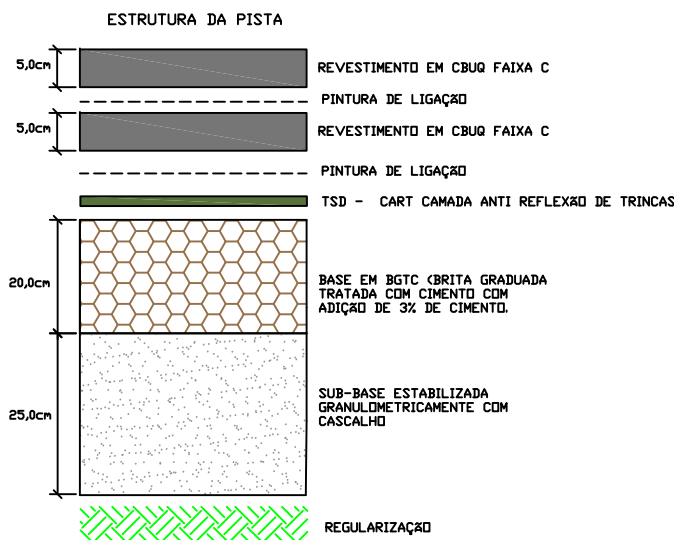 ESTRUTURA DA PISTA
5,0cm
REVESTIMENTO EM CBUQ FAIXA C
PINTURA DE LIGAÇÃO
5,0cm
REVESTIMENTO EM CBUQ FAIXA C
PINTURA DE LIGAÇÃO
TSD - CART CAMADA ANTI REFLEXÃO DE TRINCAS
20,0cm
BASE EM BGTC (BRITA GRADUADA
TRATADA COM CIMENTO COM
ADIÇÃO DE 3% DE CIMENTO.
25,0cm
SUB-BASE ESTABILIZADA
GRANULOMETRICAMENTE COM
CASCALHO
REGULARIZAÇÃO